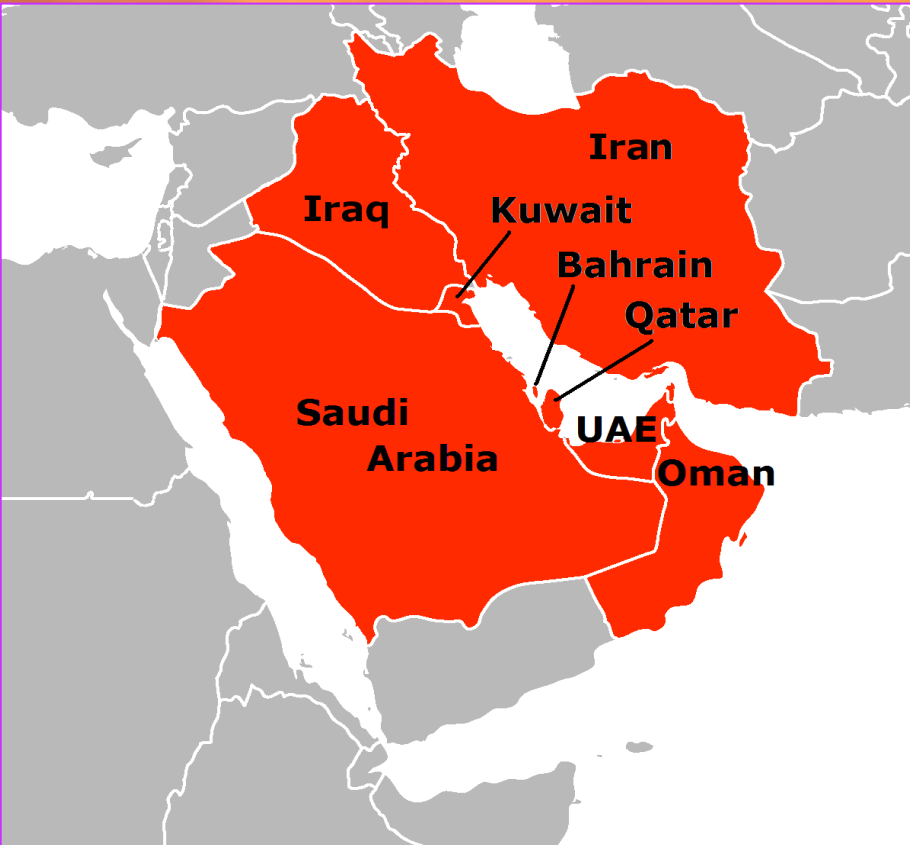 Iran
Iraq
Kuwait
Bahrain
Qatar
Saudi
Arabia
UAE
Oman